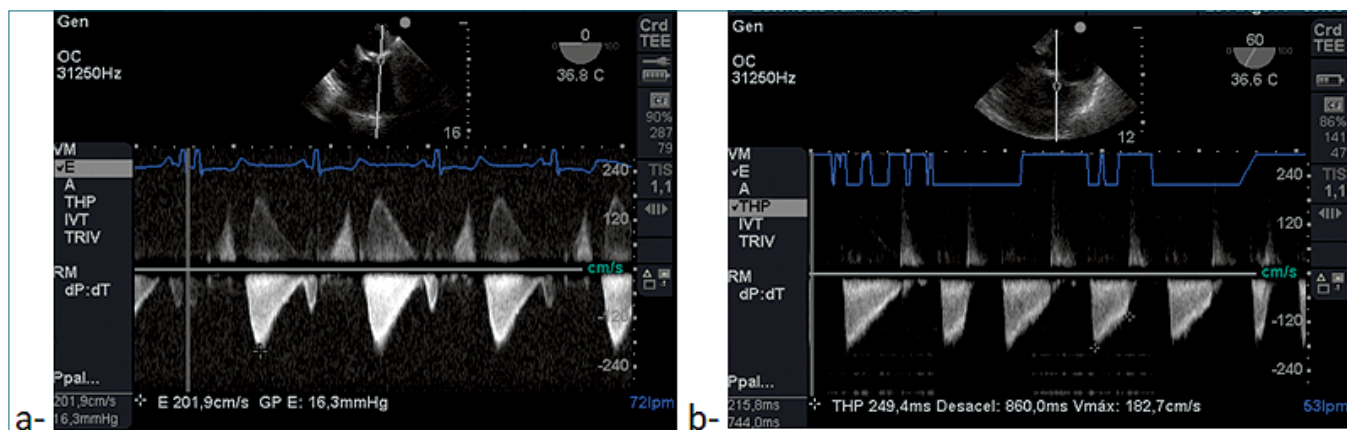 Gen
OC
31250Hz
0
100
36.8 C
Crd
TEE
90%
287
79
TIS
1,1
16
VM
E
A
THP
IVT
TRIV
RM
dP:dT
Ppal...
240
120
cm/s
-120
-240
201,9cm/s
16,3mmHg
E 201,9cm/s GP E: 16,3mmHg
72lpm
a-
Gen
OC
31250Hz
60
100
36.6 C
Crd
TEE
86%
141
47
TIS
1,1
12
VM
E
A
THP
IVT
TRIV
RM
dP:dT
Ppal...
240
120
cm/s
-120
-240
215,8ms
744,0ms
THP 249,4ms Desacel: 860,0ms Vmáx: 182,7cm/s
53lpm
b-